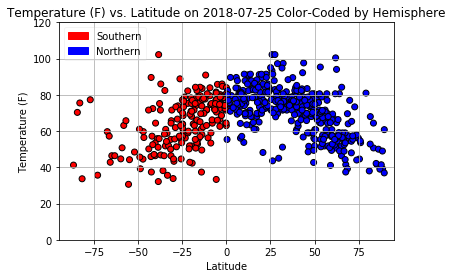 Temperature (F) vs. Latitude on 2018-07-25 Color-Coded by Hemisphere
120
100
80
60
40
20
0
Temperature (F)
Southern
Northern
−75
−50
−25
0
25
50
75
Latitude